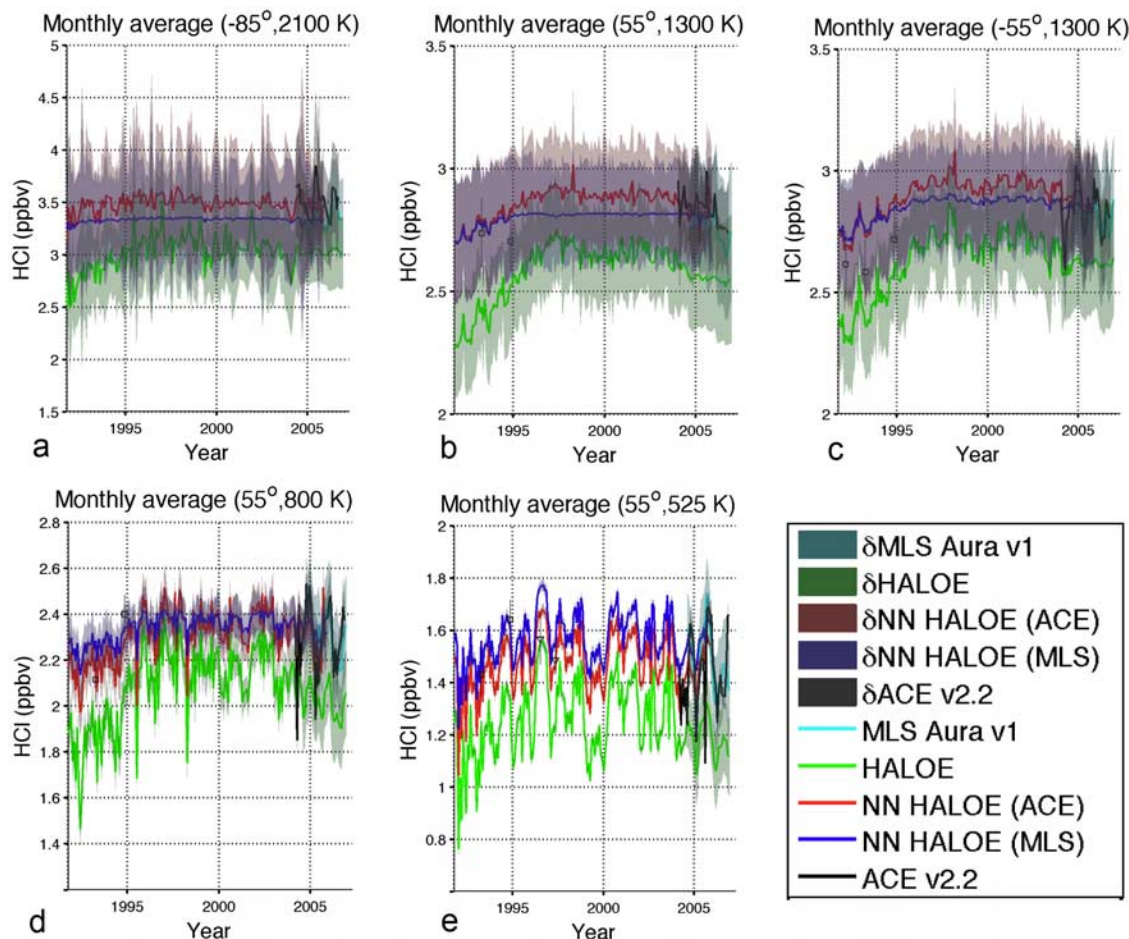 Monthly average (-85°,2100 K)
5
4.5
4
3.5
3
2.5
2
1.5
HCl (ppbv)
1995
2000
2005
Year
a
Monthly average (55°,1300 K)
3.5
3
2.5
2
HCl (ppbv)
1995
2000
2005
Year
b
Monthly average (-55°,1300 K)
3.5
3
2.5
2
HCl (ppbv)
1995
2000
2005
Year
c
Monthly average (55°,800 K)
2.8
2.6
2.4
2.2
2
1.8
1.6
1.4
HCl (ppbv)
1995
2000
2005
Year
d
Monthly average (55°,525 K)
2
1.8
1.6
1.4
1.2
1
0.8
HCl (ppbv)
1995
2000
2005
Year
e
δMLS Aura v1
δHALOE
δNN HALOE (ACE)
δNN HALOE (MLS)
δACE v2.2
MLS Aura v1
HALOE
NN HALOE (ACE)
NN HALOE (MLS)
ACE v2.2